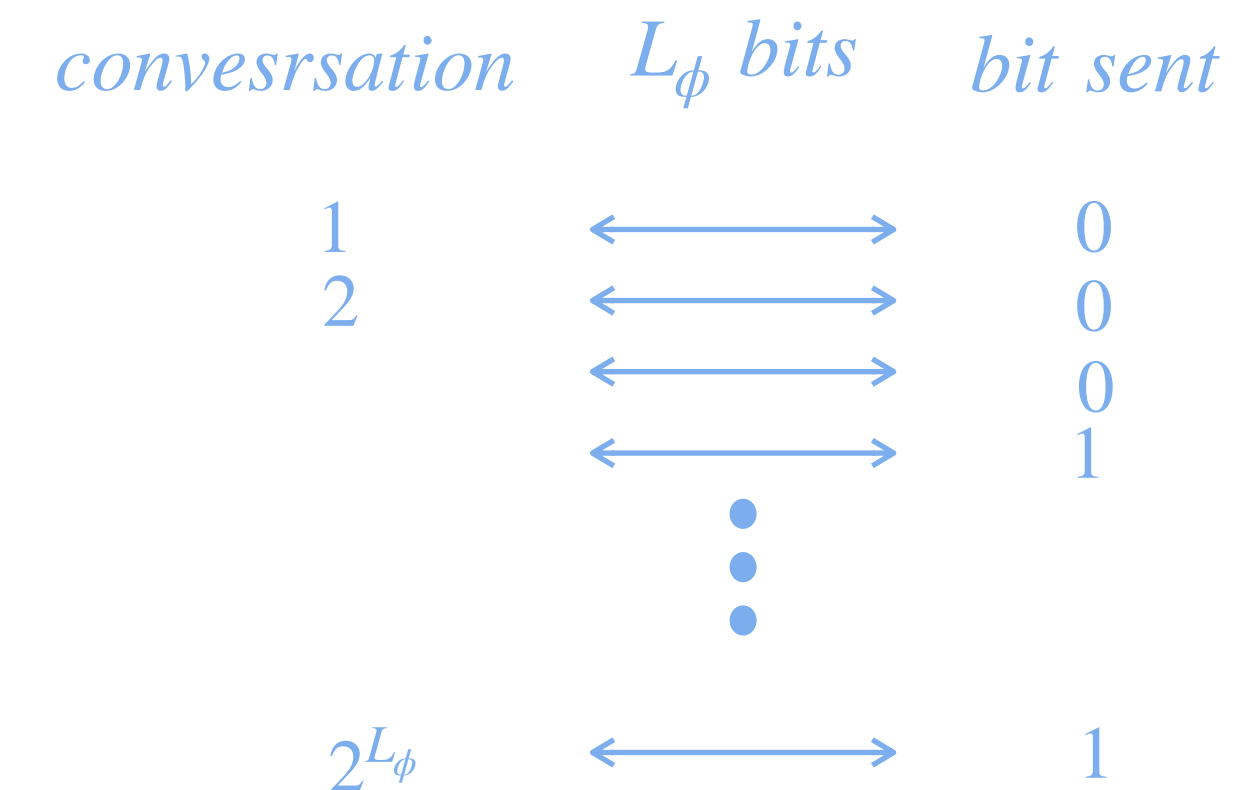 convesrsation L_ϕ bits bit sent
1 0
2 0
0
1
2^{L_ϕ} 1